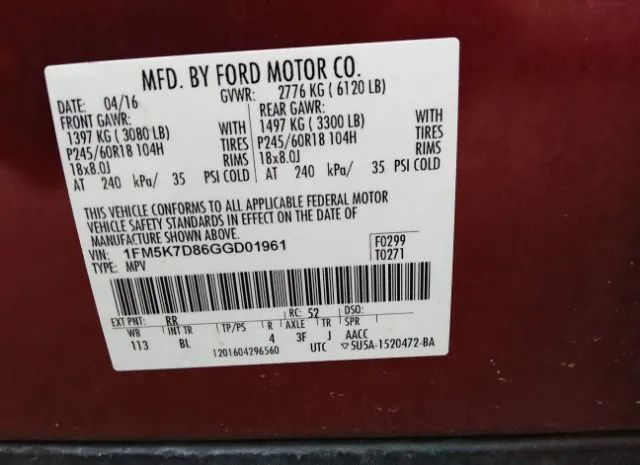 MFD. BY FORD MOTOR CO.
DATE: 04/16 GVWR: 2776 KG ( 6120 LB)
FRONT GAWR: REAR GAWR:
1397 KG ( 3080 LB) WITH 1497 KG ( 3300 LB) WITH
P245/60R18 104H TIRES P245/60R18 104H TIRES
18x8.0J RIMS 18x8.0J RIMS
AT 240 kPa/ 35 PSI COLD AT 240 kPa/ 35 PSI COLD
THIS VEHICLE CONFORMS TO ALL APPLICABLE FEDERAL MOTOR
VEHICLE SAFETY STANDARDS IN EFFECT ON THE DATE OF
MANUFACTURE SHOWN ABOVE.
VIN: 1FM5K7D86GGD01961 F0299
TYPE: MPV T0271
EXT PNT: RR RC: 52 DSO:
WB INT TR TP/PS R AXLE TR SPR
113 BL 4 3F J AACC
1201604296560 UTC ▽5U5A-1520472-BA